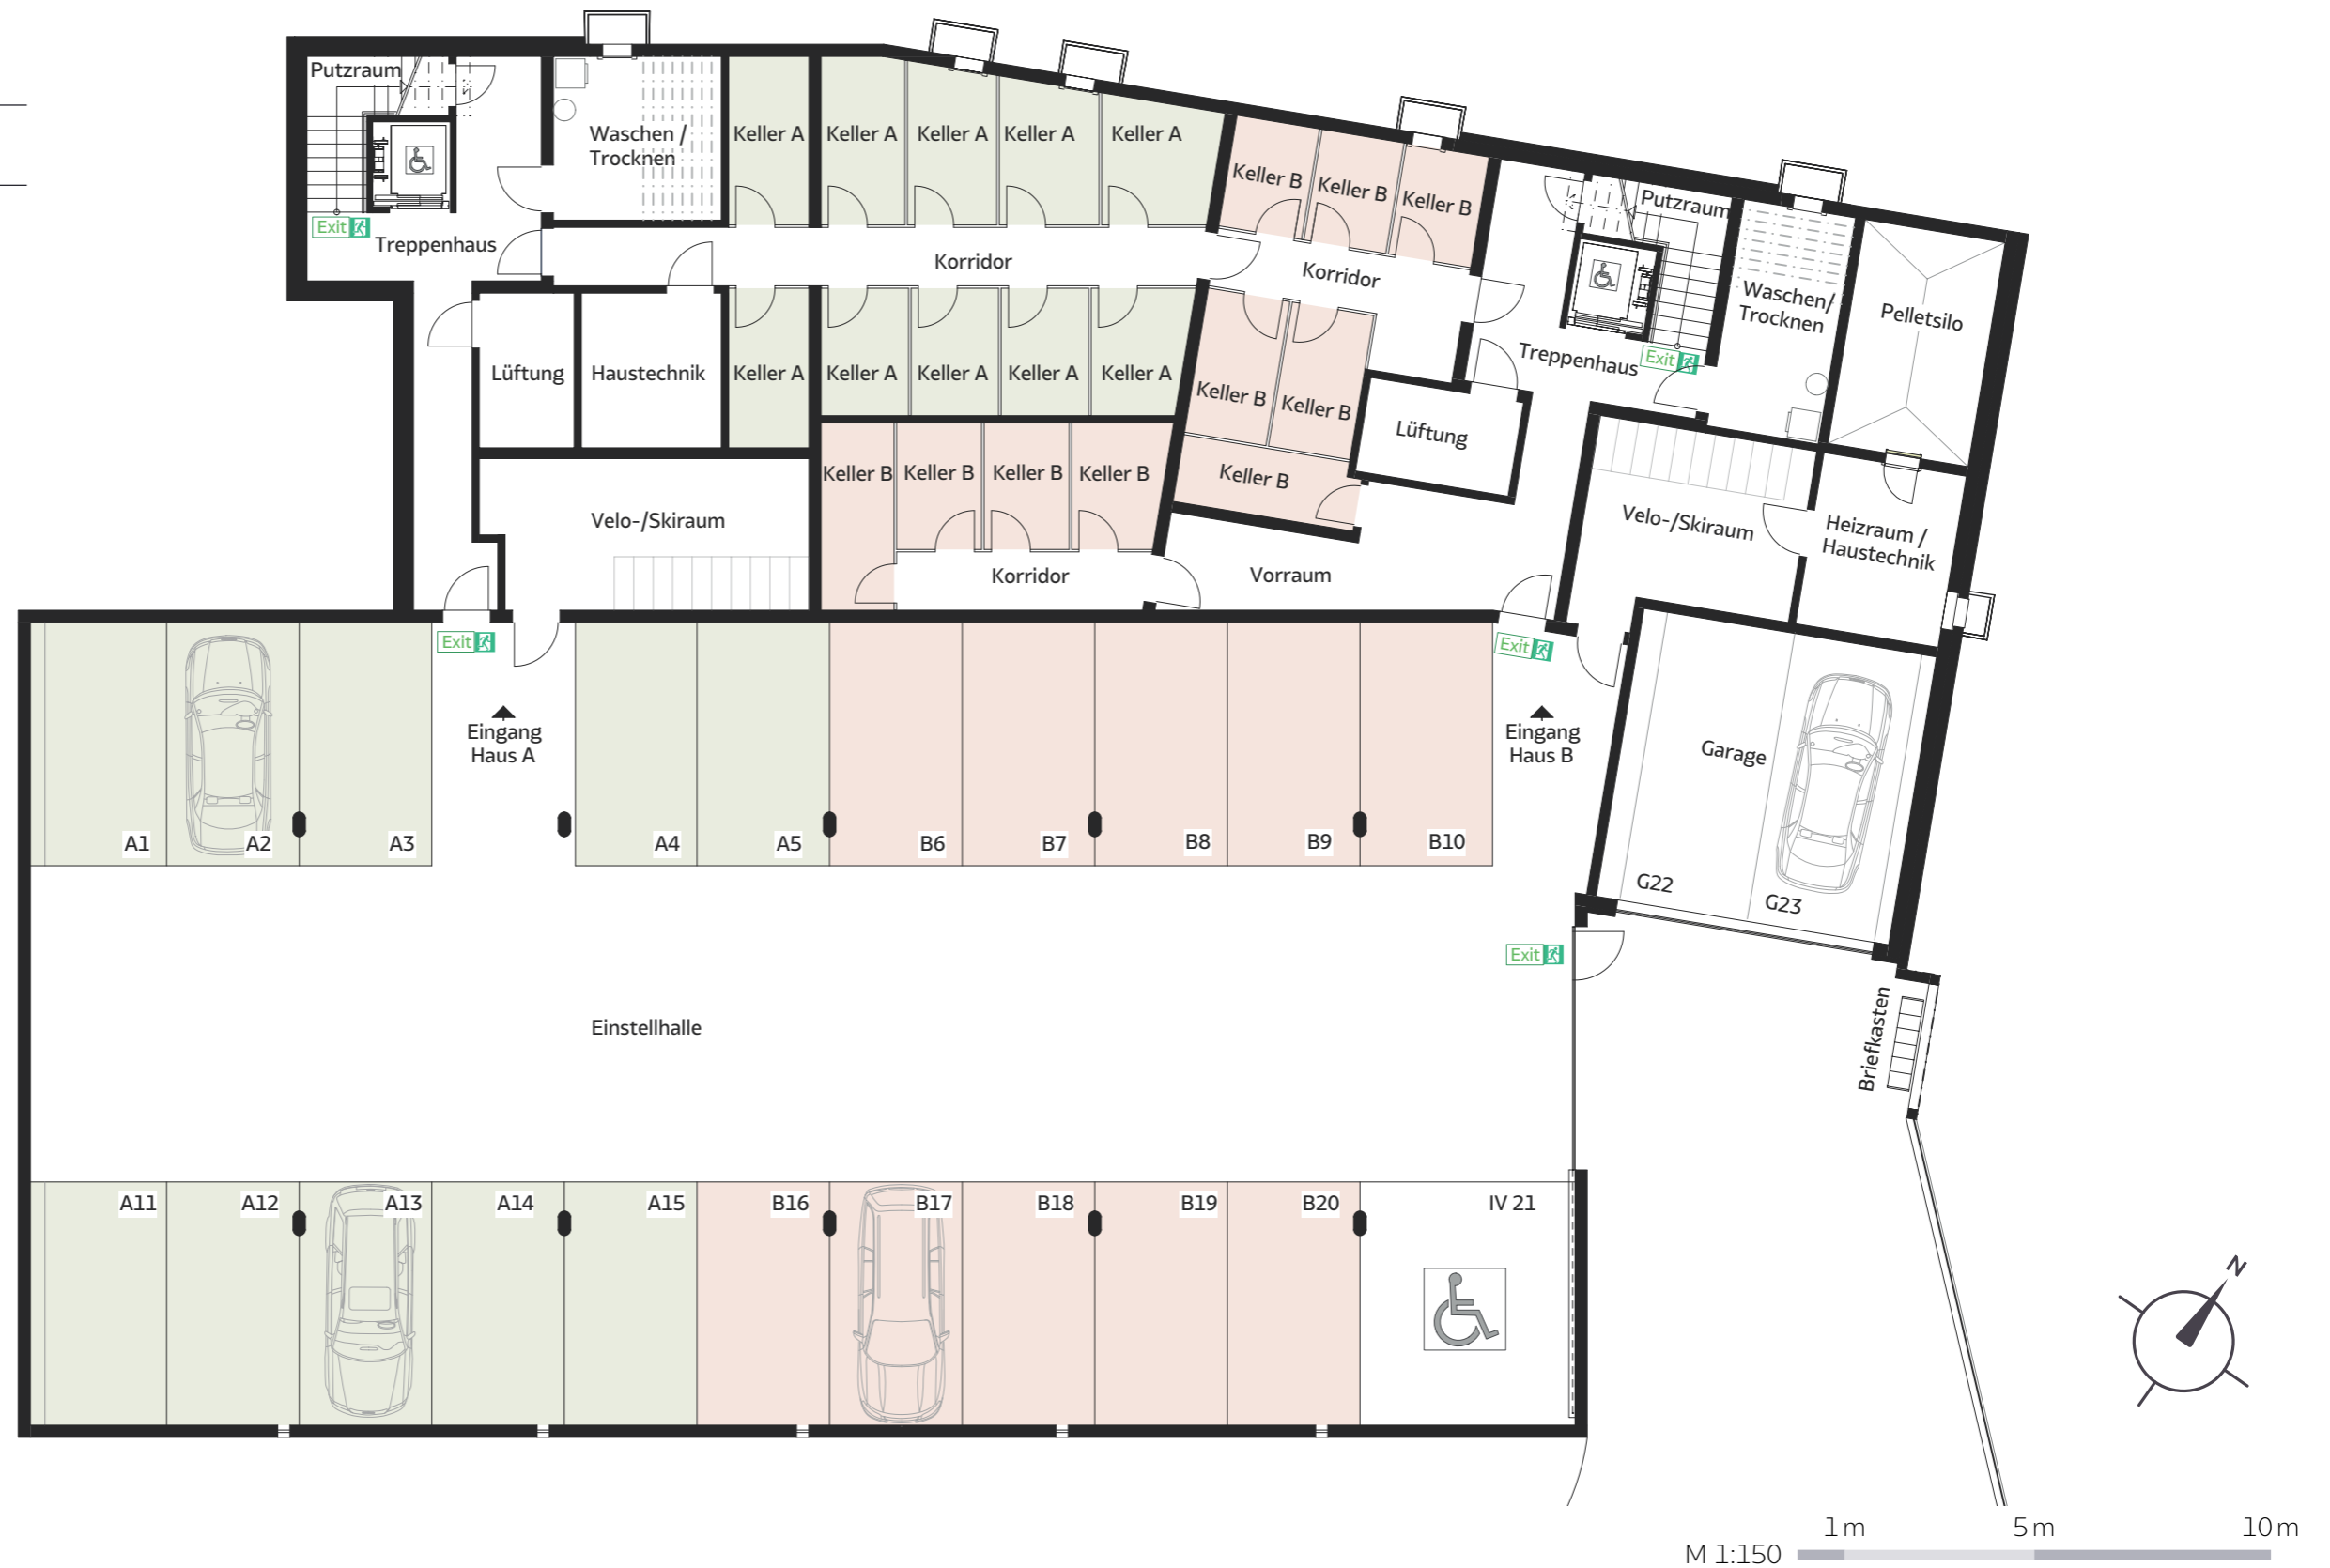 Putzraum
Waschen /
Trocknen
Keller A
Keller A
Keller A
Keller A
Keller A
Keller B
Keller B
Keller B
Putzraum
Exit
Treppenhaus
Korridor
Korridor
Waschen/
Trocknen
Pelletsilo
Treppenhaus
Exit
Lüftung
Haustechnik
Keller A
Keller A
Keller A
Keller A
Keller A
Keller B
Keller B
Lüftung
Keller B
Keller B
Keller B
Keller B
Keller B
Velo-/Skiraum
Velo-/Skiraum
Heizraum /
Haustechnik
Korridor
Vorraum
Exit
Exit
Eingang
Haus A
Eingang
Haus B
Garage
A1
A2
A3
A4
A5
B6
B7
B8
B9
B10
G22
G23
Exit
Einstellhalle
Briefkasten
A11
A12
A13
A14
A15
B16
B17
B18
B19
B20
IV 21
N
1 m
5 m
10 m
M 1:150